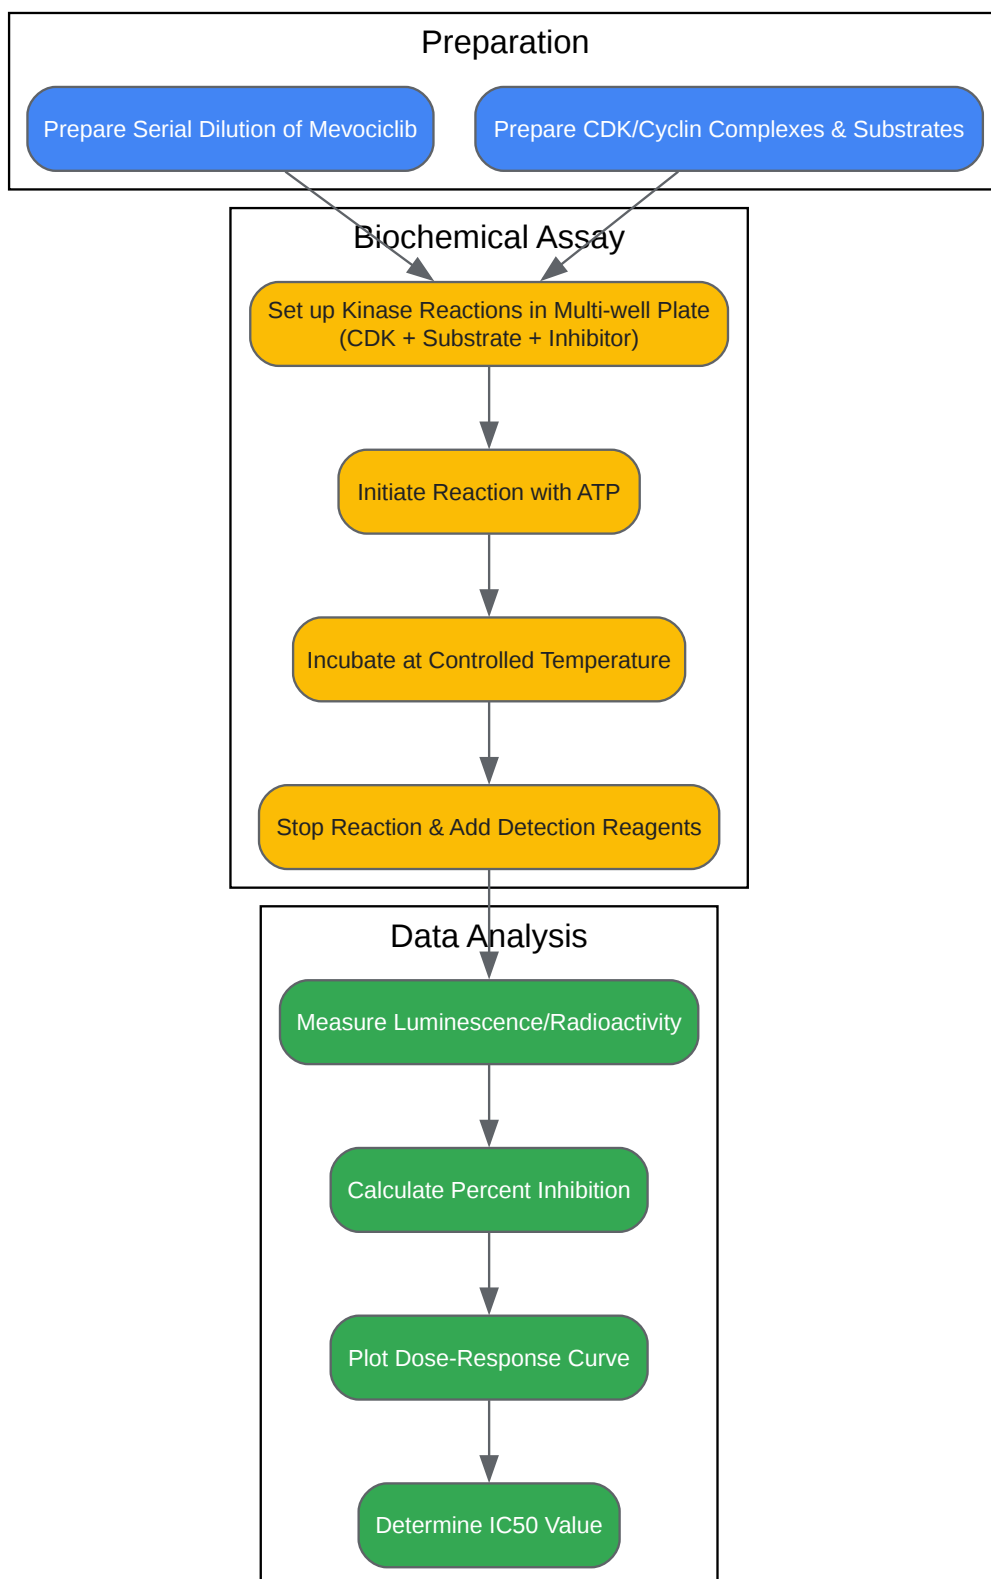 Preparation
Prepare Serial Dilution of Mevociclib
Prepare CDK/Cyclin Complexes & Substrates
Biochemical Assay
Set up Kinase Reactions in Multi-well Plate
(CDK + Substrate + Inhibitor)
Initiate Reaction with ATP
Incubate at Controlled Temperature
Stop Reaction & Add Detection Reagents
Data Analysis
Measure Luminescence/Radioactivity
Calculate Percent Inhibition
Plot Dose-Response Curve
Determine IC50 Value